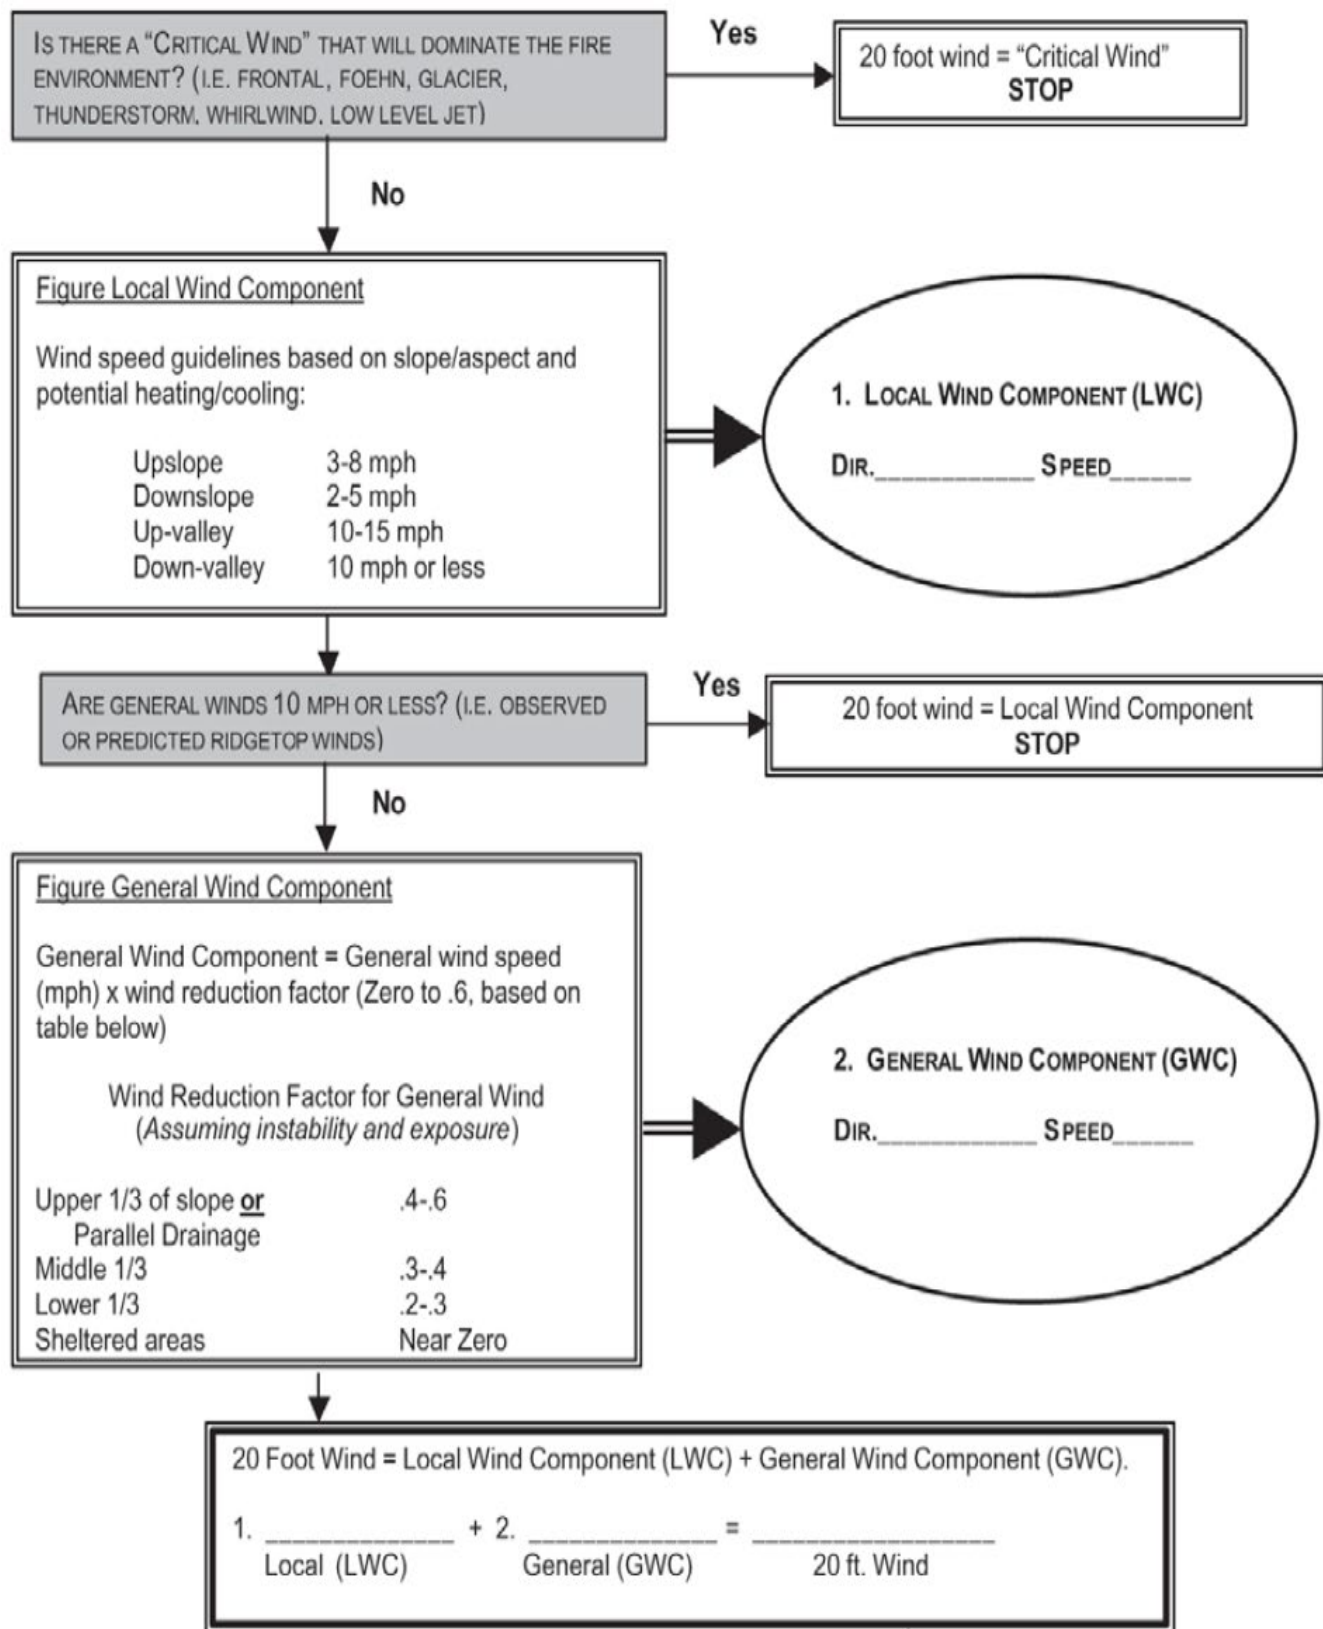 IS THERE A “CRITICAL WIND” THAT WILL DOMINATE THE FIRE
ENVIRONMENT? (I.E. FRONTAL, FOEHN, GLACIER,
THUNDERSTORM, WHIRLWIND, LOW LEVEL JET)
Yes
20 foot wind = “Critical Wind”
STOP
No
Figure Local Wind Component
Wind speed guidelines based on slope/aspect and
potential heating/cooling:
Upslope 3-8 mph
Downslope 2-5 mph
Up-valley 10-15 mph
Down-valley 10 mph or less
1. LOCAL WIND COMPONENT (LWC)
DIR.____________ SPEED______
ARE GENERAL WINDS 10 MPH OR LESS? (I.E. OBSERVED
OR PREDICTED RIDGETOP WINDS)
Yes
20 foot wind = Local Wind Component
STOP
No
Figure General Wind Component
General Wind Component = General wind speed
(mph) x wind reduction factor (Zero to .6, based on
table below)
Wind Reduction Factor for General Wind
(Assuming instability and exposure)
Upper 1/3 of slope or .4-.6
Parallel Drainage
Middle 1/3 .3-.4
Lower 1/3 .2-.3
Sheltered areas Near Zero
2. GENERAL WIND COMPONENT (GWC)
DIR.____________ SPEED______
20 Foot Wind = Local Wind Component (LWC) + General Wind Component (GWC).
1. ______________ + 2. ______________ = __________________
Local (LWC) General (GWC) 20 ft. Wind